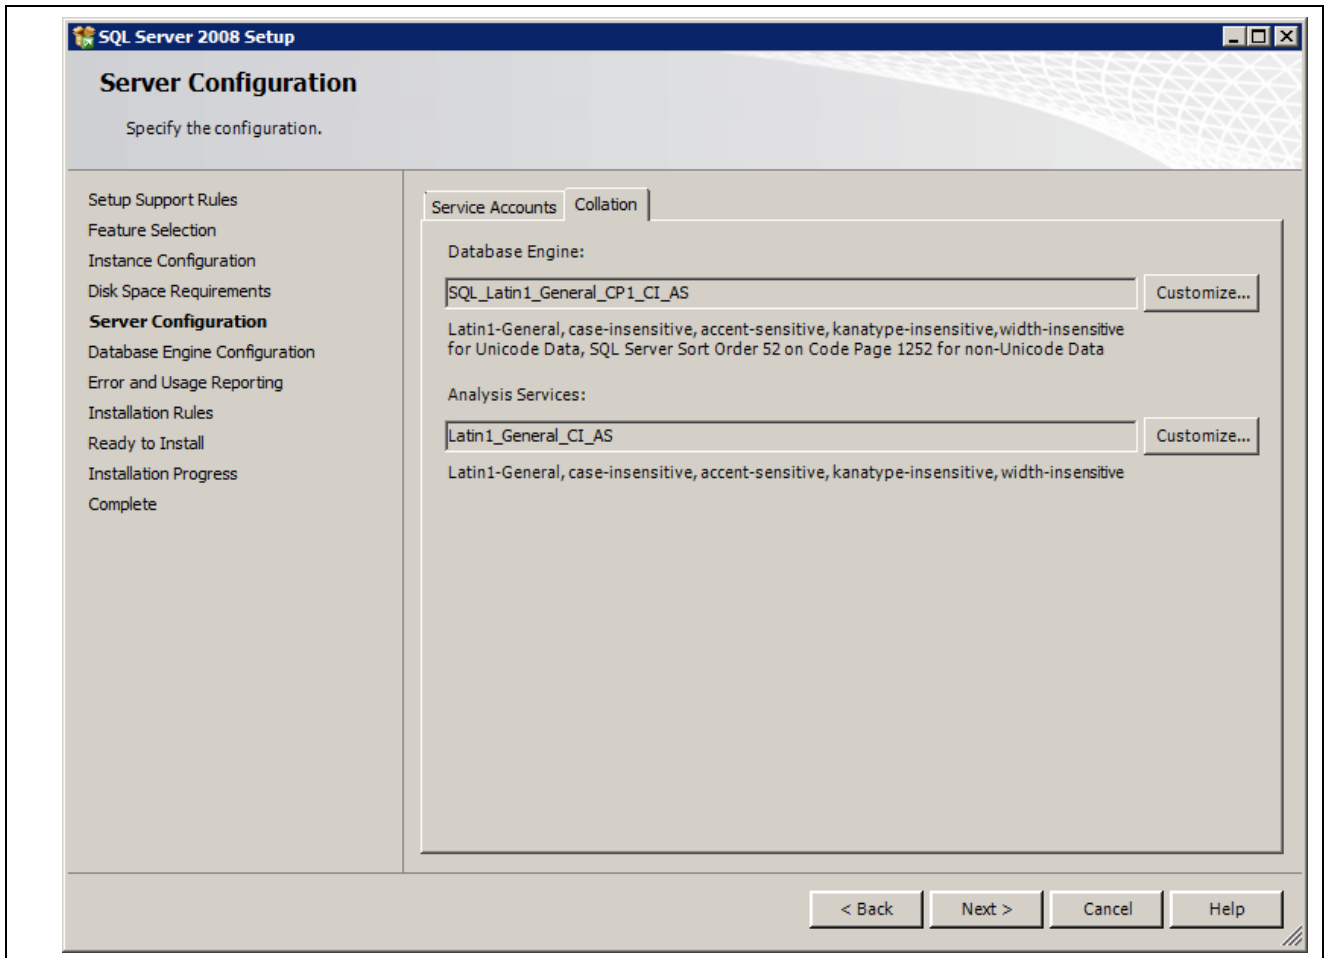 SQL Server 2008 Setup
Server Configuration
Specify the configuration.
Setup Support Rules
Feature Selection
Instance Configuration
Disk Space Requirements
Server Configuration
Database Engine Configuration
Error and Usage Reporting
Installation Rules
Ready to Install
Installation Progress
Complete
Service Accounts
Collation
Database Engine:
SQL_Latin1_General_CP1_CI_AS
Customize...
Latin1-General, case-insensitive, accent-sensitive, kanatype-insensitive, width-insensitive
for Unicode Data, SQL Server Sort Order 52 on Code Page 1252 for non-Unicode Data
Analysis Services:
Latin1_General_CI_AS
Customize...
Latin1-General, case-insensitive, accent-sensitive, kanatype-insensitive, width-insensitive
< Back
Next >
Cancel
Help